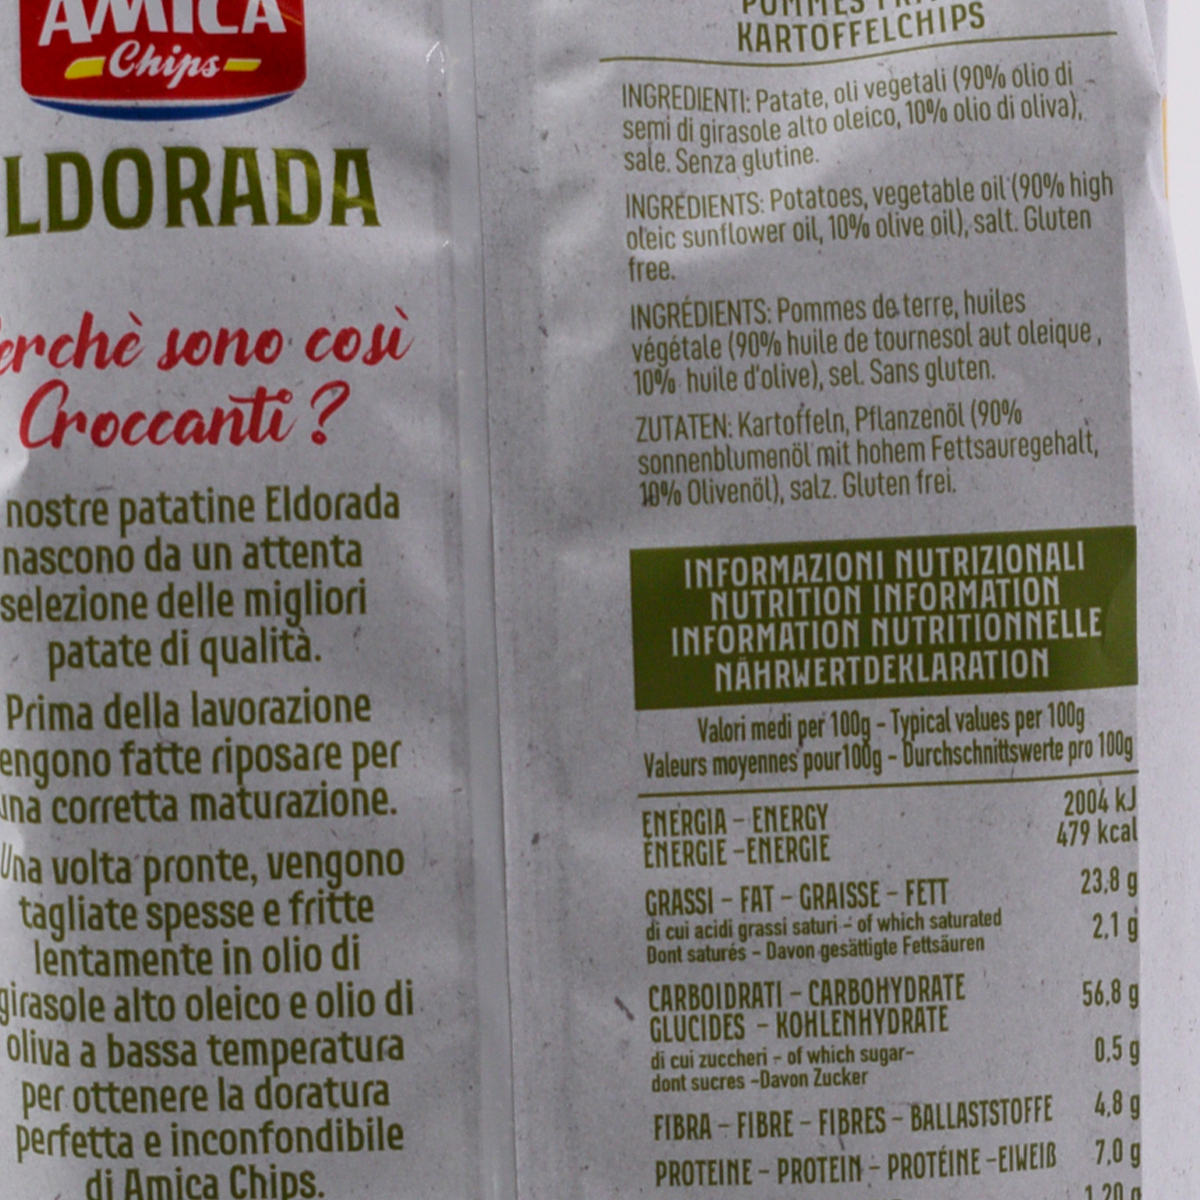 AMICA
Chips
LDORADA
erchè sono così
Croccanti ?
nostre patatine Eldorada
nascono da un attenta
selezione delle migliori
patate di qualità.
Prima della lavorazione
engono fatte riposare per
una corretta maturazione.
Una volta pronte, vengono
tagliate spesse e fritte
lentamente in olio di
girasole alto oleico e olio di
oliva a bassa temperatura
per ottenere la doratura
perfetta e inconfondibile
di Amica Chips.
KARTOFFELCHIPS
INGREDIENTI: Patate, oli vegetali (90% olio di
semi di girasole alto oleico, 10% olio di oliva),
sale. Senza glutine.
INGREDIENTS: Potatoes, vegetable oil (90% high
oleic sunflower oil, 10% olive oil), salt. Gluten
free.
INGRÉDIENTS: Pommes de terre, huiles
végétale (90% huile de tournesol aut oleique,
10% huile d'olive), sel. Sans gluten.
ZUTATEN: Kartoffeln, Pflanzenöl (90%
sonnenblumenöl mit hohem Fettsauregehalt,
10% Olivenöl), salz. Gluten frei.
INFORMAZIONI NUTRIZIONALI
NUTRITION INFORMATION
INFORMATION NUTRITIONNELLE
NÄHRWERTDEKLARATION
Valori medi per 100g - Typical values per 100g
Valeurs moyennes pour 100g - Durchschnittswerte pro 100g
ENERGIA - ENERGY 2004 kJ
ÉNERGIE - ENERGIE 479 kcal
GRASSI - FAT - GRAISSE - FETT 23,8 g
di cui acidi grassi saturi - of which saturated 2,1 g
Dont saturés - Davon gesättigte Fettsäuren
CARBOIDRATI - CARBOHYDRATE 56,8 g
GLUCIDES - KOHLENHYDRATE
di cui zuccheri - of which sugar- 0,5 g
dont sucres -Davon Zucker
FIBRA - FIBRE - FIBRES - BALLASTSTOFFE 4,8 g
PROTEINE - PROTEIN - PROTÉINE -EIWEIß 7,0 g
1,20 g